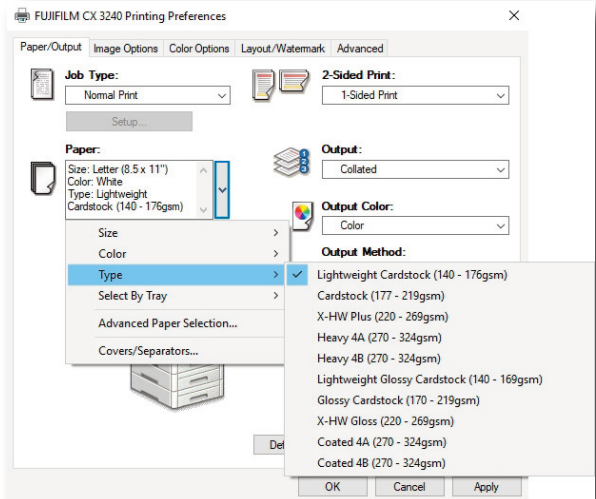 FUJIFILM CX 3240 Printing Preferences
Paper/Output Image Options Color Options Layout/Watermark Advanced
Job Type:
Normal Print
Setup...
2-Sided Print:
1-Sided Print
Paper:
Size: Letter (8.5 x 11")
Color: White
Type: Lightweight
Cardstock (140 - 176gsm)
Output:
1
2
3
Collated
Output Color:
Color
Output Method:
Size
Color
Type
Select By Tray
Advanced Paper Selection...
Covers/Separators...
Lightweight Cardstock (140 - 176gsm)
Cardstock (177 - 219gsm)
X-HW Plus (220 - 269gsm)
Heavy 4A (270 - 324gsm)
Heavy 4B (270 - 324gsm)
Lightweight Glossy Cardstock (140 - 169gsm)
Glossy Cardstock (170 - 219gsm)
X-HW Gloss (220 - 269gsm)
Coated 4A (270 - 324gsm)
Coated 4B (270 - 324gsm)
OK Cancel Apply